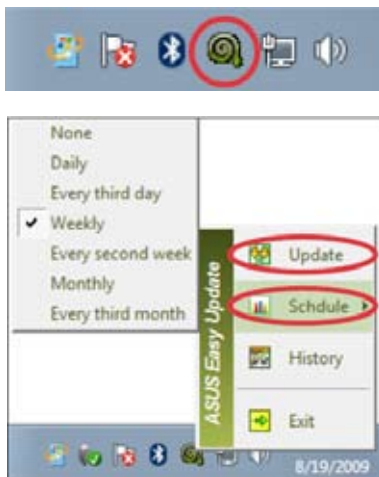 None
Daily
Every third day
Weekly
Every second week
Monthly
Every third month
ASUS Easy Update
Update
Schdule
History
Exit
8/19/2009